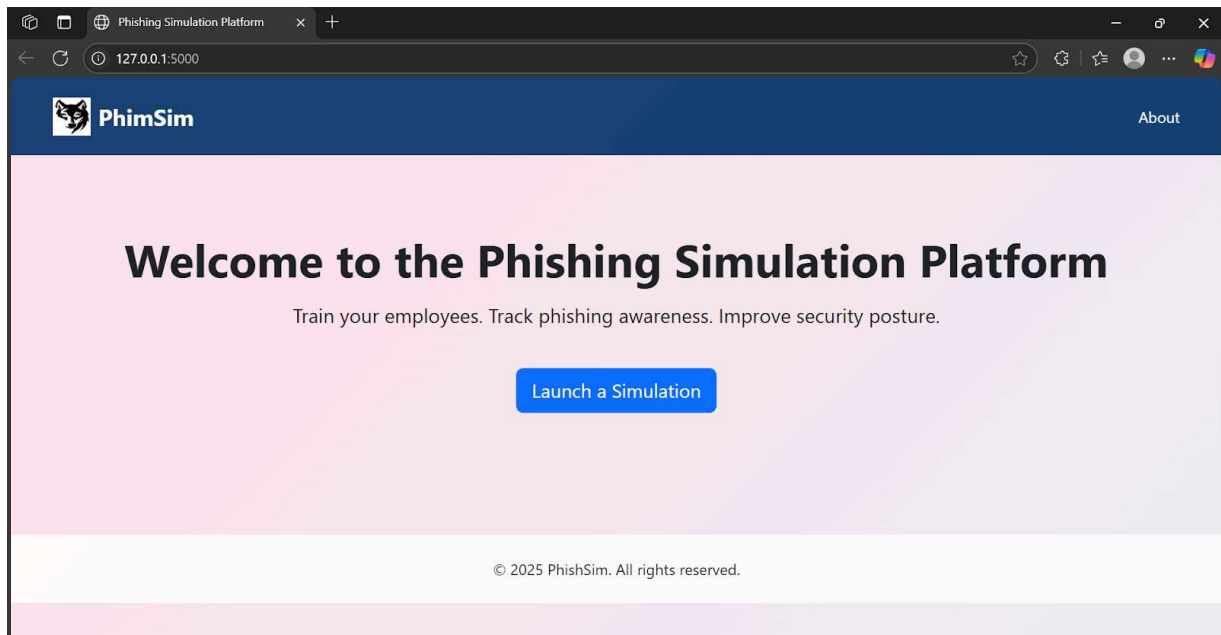 Phishing Simulation Platform
127.0.0.1:5000
PhimSim
About
Welcome to the Phishing Simulation Platform
Train your employees. Track phishing awareness. Improve security posture.
Launch a Simulation
© 2025 PhishSim. All rights reserved.